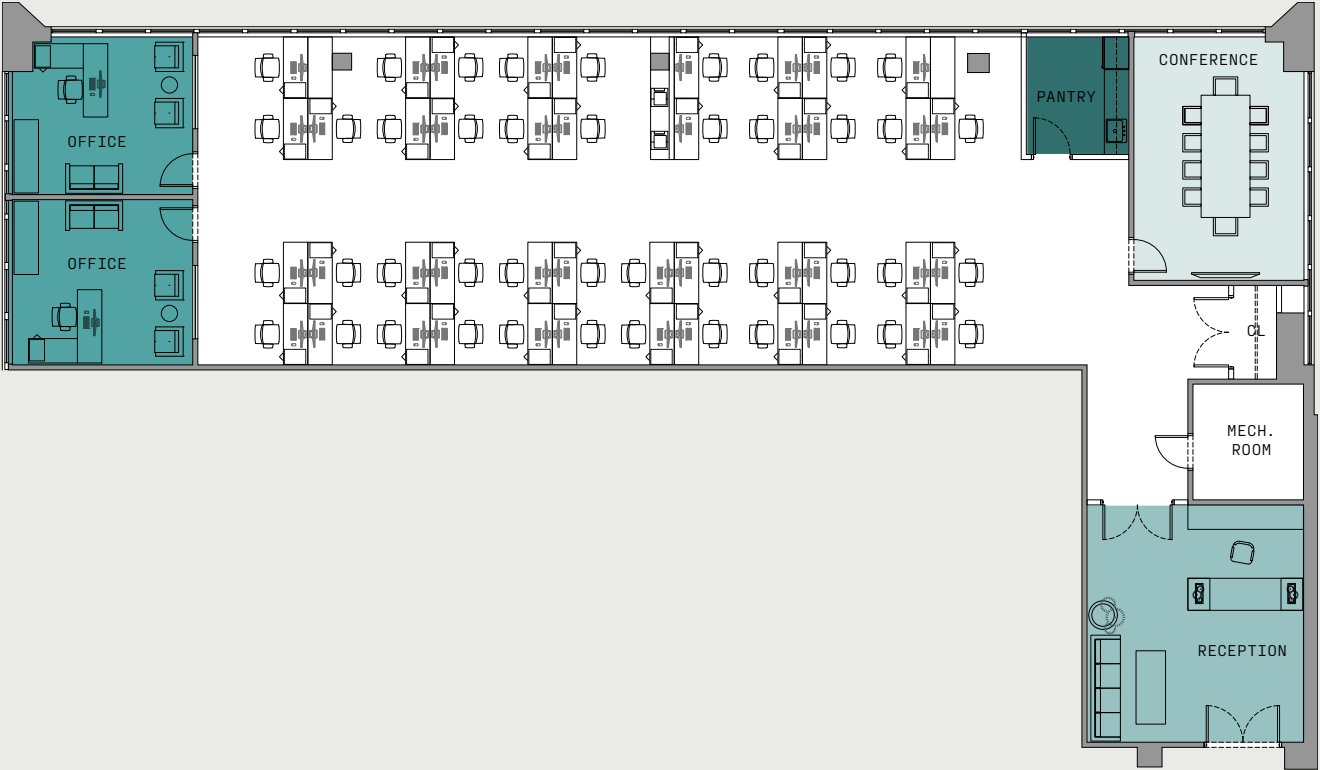 CONFERENCE
PANTRY
OFFICE
OFFICE
CL
MECH.
ROOM
RECEPTION